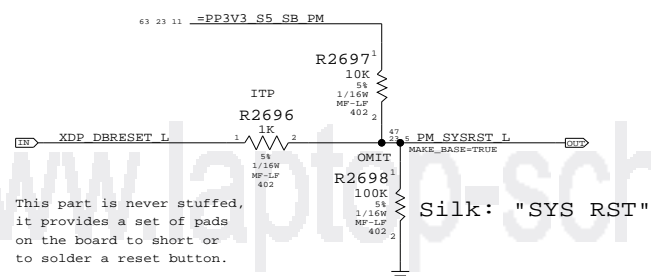 63 23 11 =PP3V3_S5_SB_PM
R2697 1
10K
5%
1/16W
MF-LF
402 2
ITP
R2696
1K
1 2
5%
1/16W
MF-LF
402
IN XDP_DBRESET_L
47
23 5 PM_SYSRST_L OUT
MAKE_BASE=TRUE
OMIT
R2698 1
100K
5%
1/16W
MF-LF
402 2
Silk: "SYS RST"
This part is never stuffed,
it provides a set of pads
on the board to short or
to solder a reset button.
www.laptop-sch